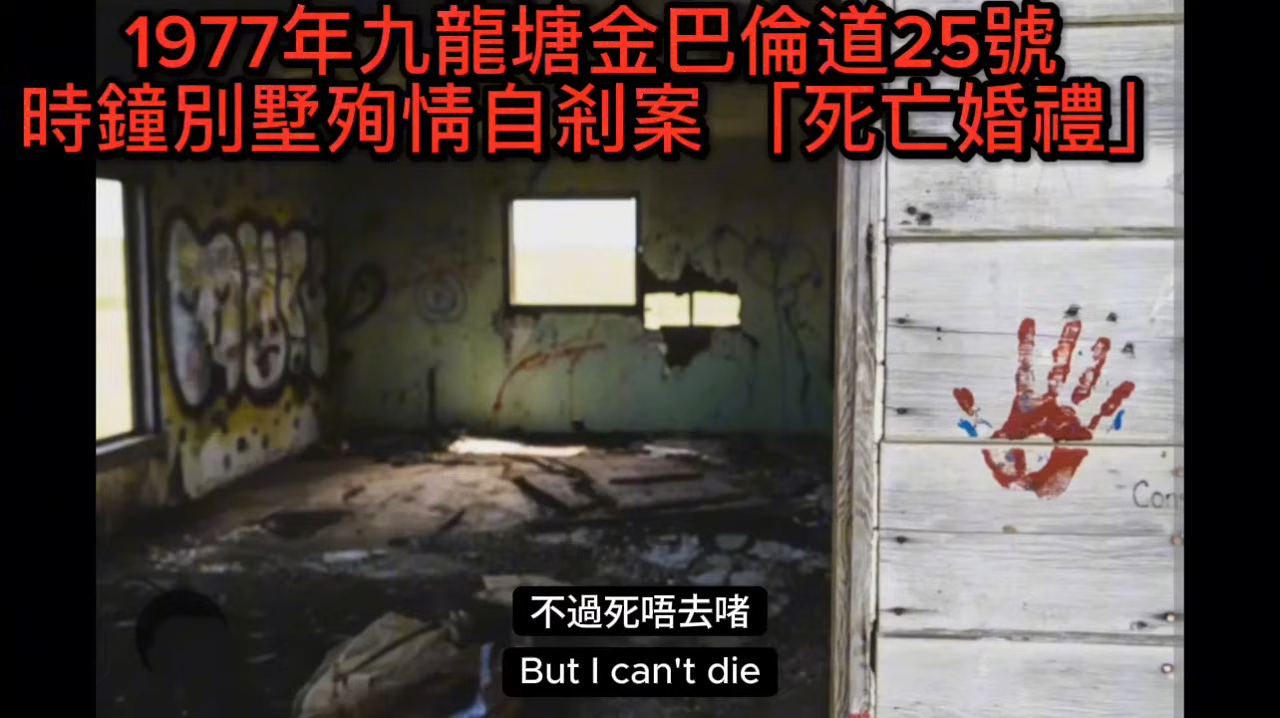 1977年九龍塘金巴倫道25號
時鐘別墅殉情自刹案 「死亡婚禮」
Con
不過死唔去啫
But I can't die